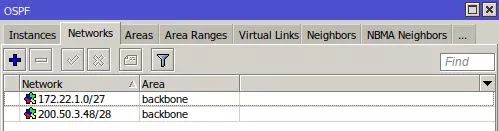 OSPF
Instances Networks Areas Area Ranges Virtual Links Neighbors NBMA Neighbors ...
Find
Network Area
172.22.1.0/27 backbone
200.50.3.48/28 backbone